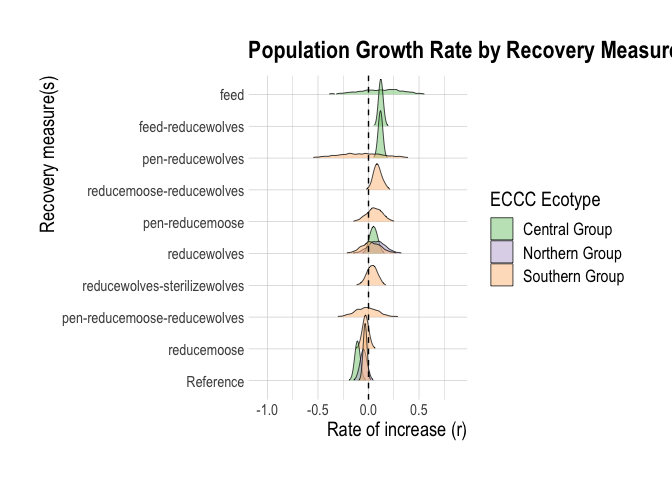 Population Growth Rate by Recovery Measure
Recovery measure(s)
feed
feed-reducewolves
pen-reducewolves
reducemoose-reducewolves
pen-reducemoose
reducewolves
reducewolves-sterilizewolves
pen-reducemoose-reducewolves
reducemoose
Reference
-1.0 -0.5 0.0 0.5
Rate of increase (r)
ECCC Ecotype
Central Group
Northern Group
Southern Group